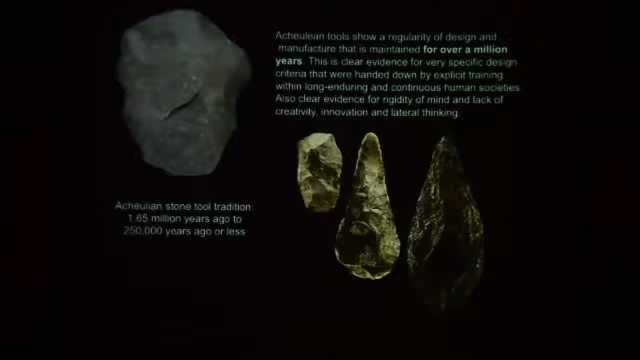 Acheulean tools show a regularity of design and
manufacture that is maintained for over a million
years. This is clear evidence for very specific design
criteria that were handed down by explicit training
within long-enduring and continuous human societies.
Also clear evidence for rigidity of mind and lack of
creativity, innovation and lateral thinking.
Acheulian stone tool tradition:
1.65 million years ago to
250,000 years ago or less